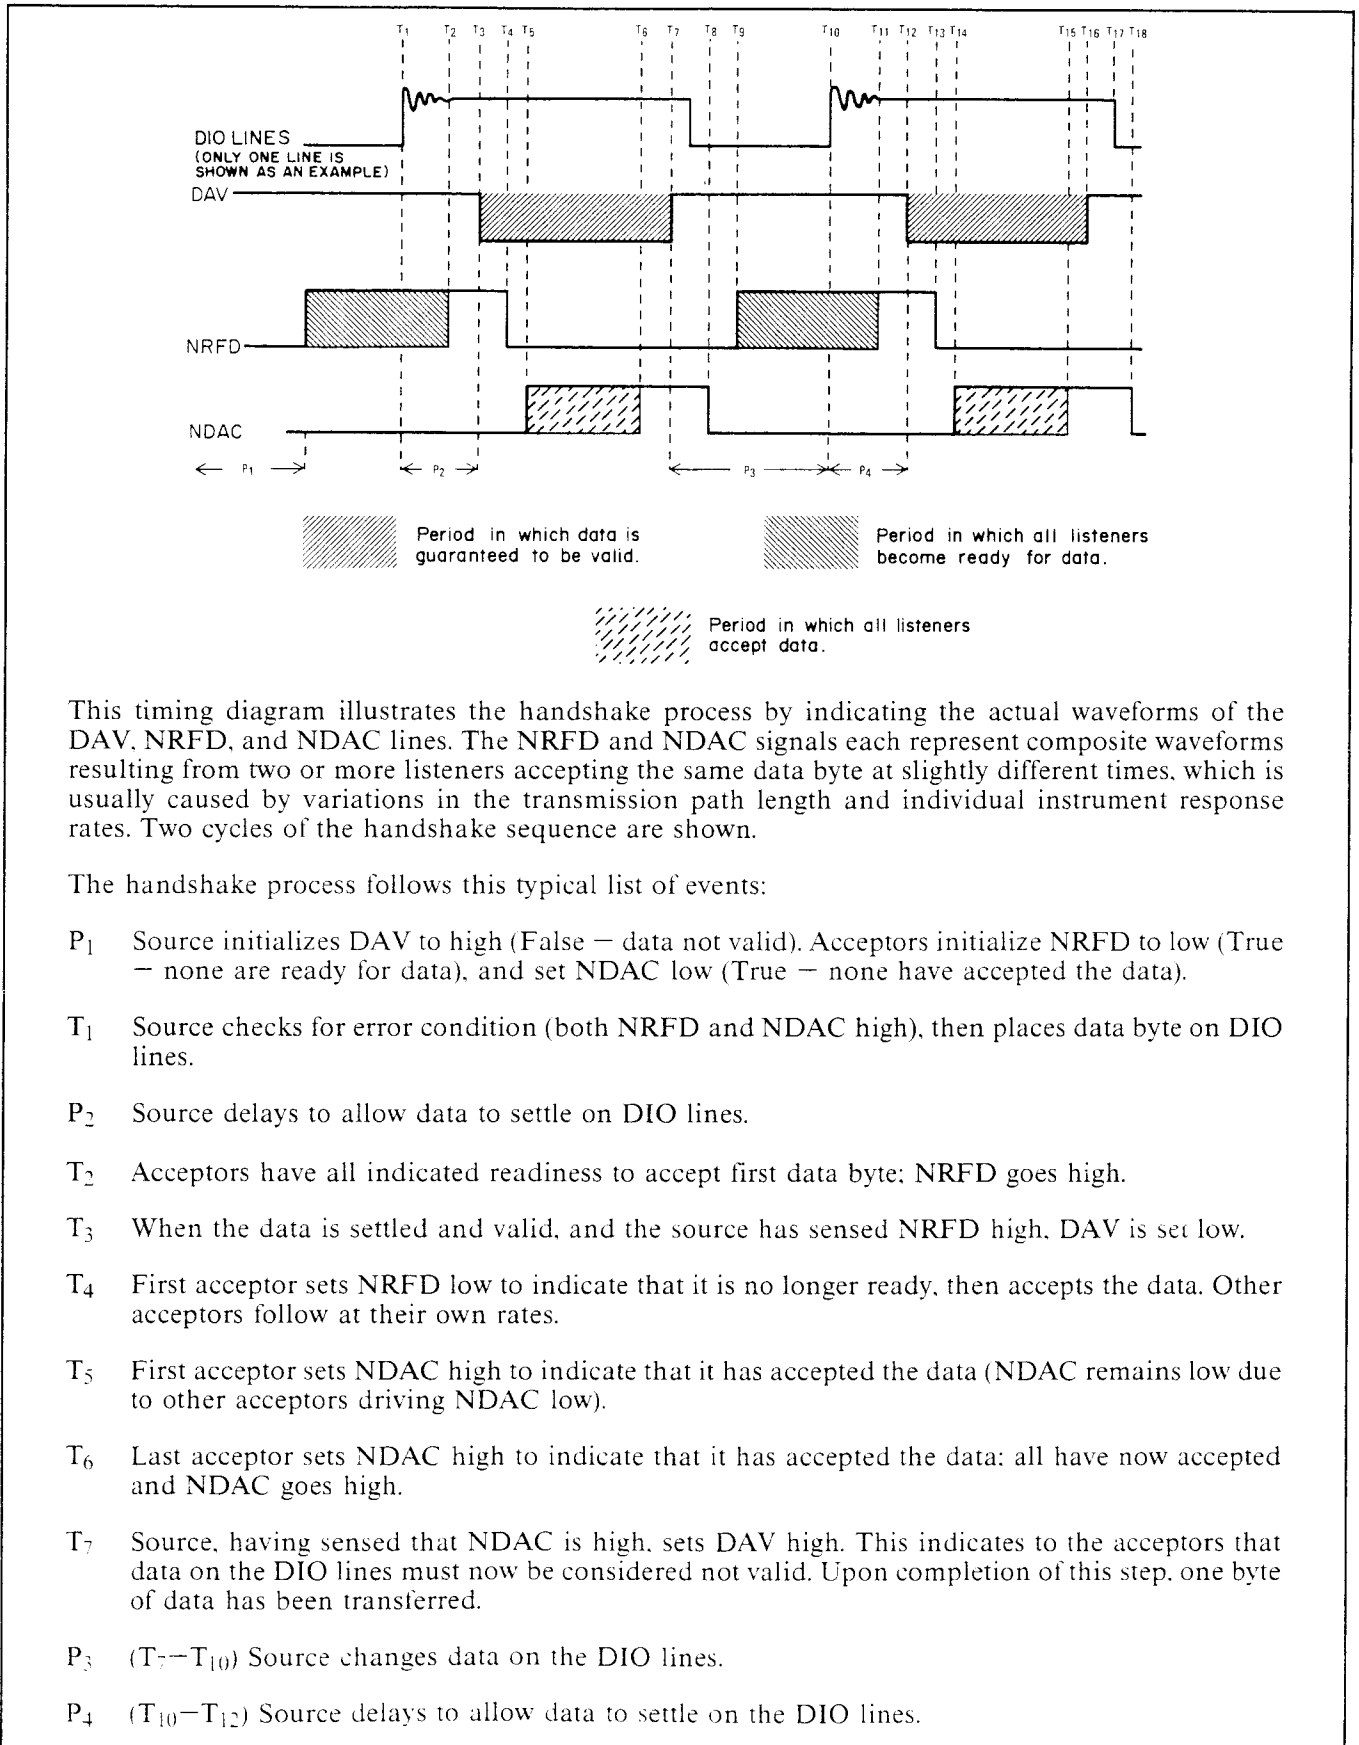 T1 T2 T3 T4 T5 T6 T7 T8 T9 T10 T11 T12 T13 T14 T15 T16 T17 T18
DIO LINES
(ONLY ONE LINE IS
SHOWN AS AN EXAMPLE)
DAV
NRFD
NDAC
P1 P2 P3 P4
Period in which data is
guaranteed to be valid.
Period in which all listeners
become ready for data.
Period in which all listeners
accept data.
This timing diagram illustrates the handshake process by indicating the actual waveforms of the
DAV, NRFD, and NDAC lines. The NRFD and NDAC signals each represent composite waveforms
resulting from two or more listeners accepting the same data byte at slightly different times, which is
usually caused by variations in the transmission path length and individual instrument response
rates. Two cycles of the handshake sequence are shown.
The handshake process follows this typical list of events:
P1 Source initializes DAV to high (False — data not valid). Acceptors initialize NRFD to low (True
— none are ready for data), and set NDAC low (True — none have accepted the data).
T1 Source checks for error condition (both NRFD and NDAC high), then places data byte on DIO
lines.
P2 Source delays to allow data to settle on DIO lines.
T2 Acceptors have all indicated readiness to accept first data byte; NRFD goes high.
T3 When the data is settled and valid, and the source has sensed NRFD high, DAV is set low.
T4 First acceptor sets NRFD low to indicate that it is no longer ready, then accepts the data. Other
acceptors follow at their own rates.
T5 First acceptor sets NDAC high to indicate that it has accepted the data (NDAC remains low due
to other acceptors driving NDAC low).
T6 Last acceptor sets NDAC high to indicate that it has accepted the data; all have now accepted
and NDAC goes high.
T7 Source, having sensed that NDAC is high, sets DAV high. This indicates to the acceptors that
data on the DIO lines must now be considered not valid. Upon completion of this step, one byte
of data has been transferred.
P3 (T7—T10) Source changes data on the DIO lines.
P4 (T10—T12) Source delays to allow data to settle on the DIO lines.